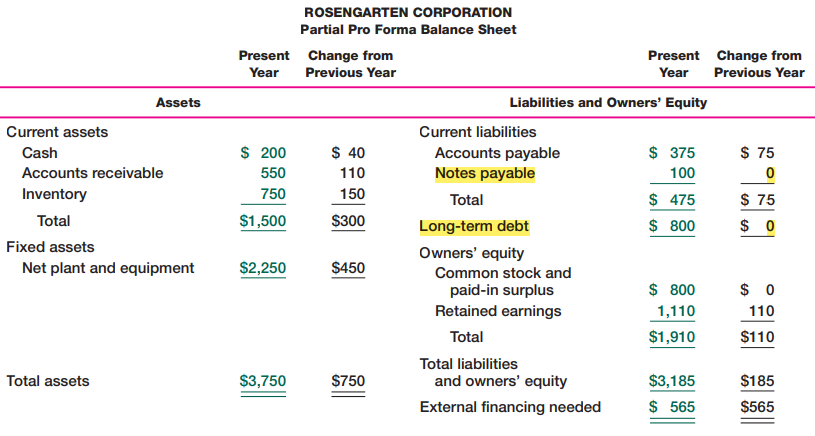 ROSENGARTEN CORPORATION
Partial Pro Forma Balance Sheet
Present Change from Present Change from
Year Previous Year Year Previous Year
Assets Liabilities and Owners’ Equity
Current assets Current liabilities
Cash $ 200 $ 40 Accounts payable $ 375 $ 75
Accounts receivable 550 110 Notes payable 100 0
Inventory 750 150 Total $ 475 $ 75
Total $1,500 $300 Long-term debt $ 800 $ 0
Fixed assets Owners’ equity
Net plant and equipment $2,250 $450 Common stock and
paid-in surplus $ 800 $ 0
Retained earnings 1,110 110
Total $1,910 $110
Total liabilities
Total assets $3,750 $750 and owners’ equity $3,185 $185
External financing needed $ 565 $565